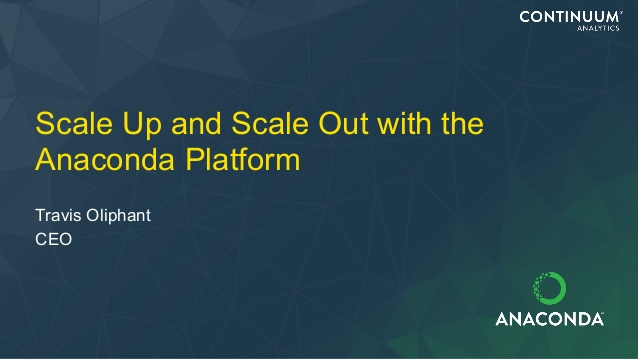 CONTINUUM®
ANALYTICS
Scale Up and Scale Out with the
Anaconda Platform
Travis Oliphant
CEO
ANACONDA®